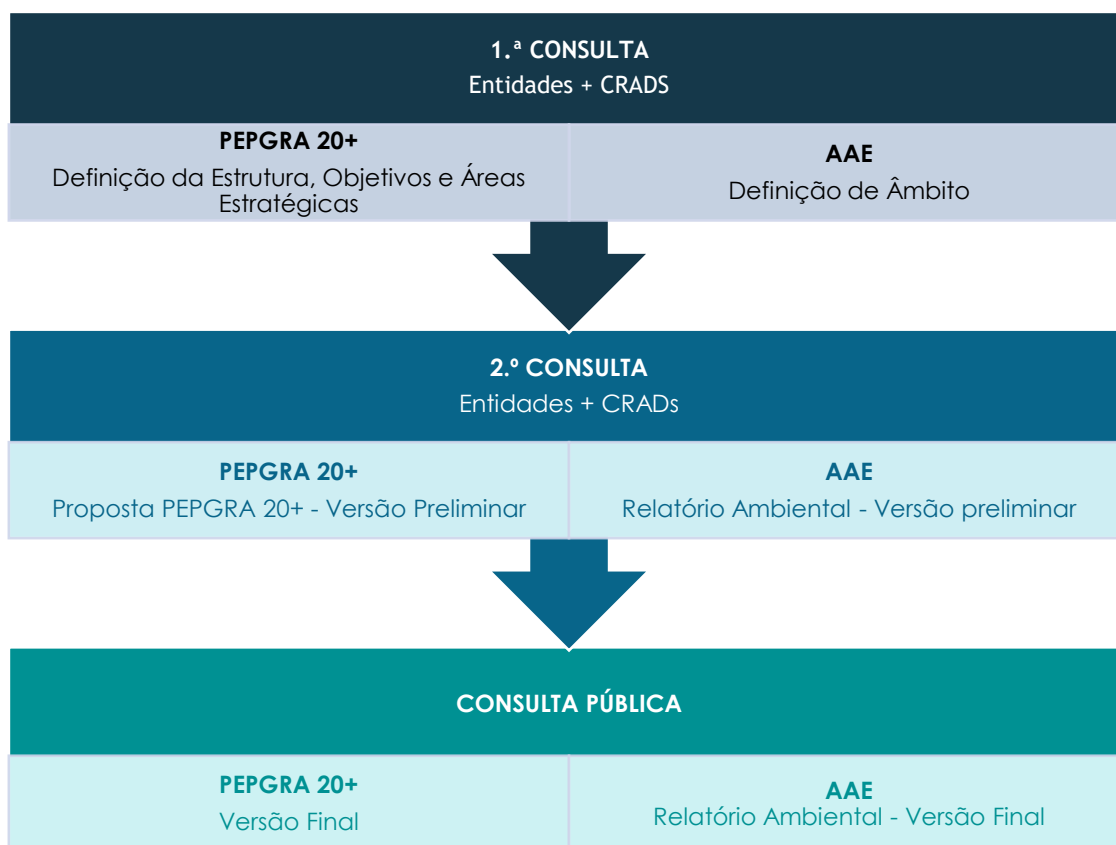 1.ª CONSULTA
Entidades + CRADS
PEPGRA 20+
Definição da Estrutura, Objetivos e Áreas
Estratégicas
AAE
Definição de Âmbito
2.º CONSULTA
Entidades + CRADs
PEPGRA 20+
Proposta PEPGRA 20+ - Versão Preliminar
AAE
Relatório Ambiental - Versão preliminar
CONSULTA PÚBLICA
PEPGRA 20+
Versão Final
AAE
Relatório Ambiental - Versão Final